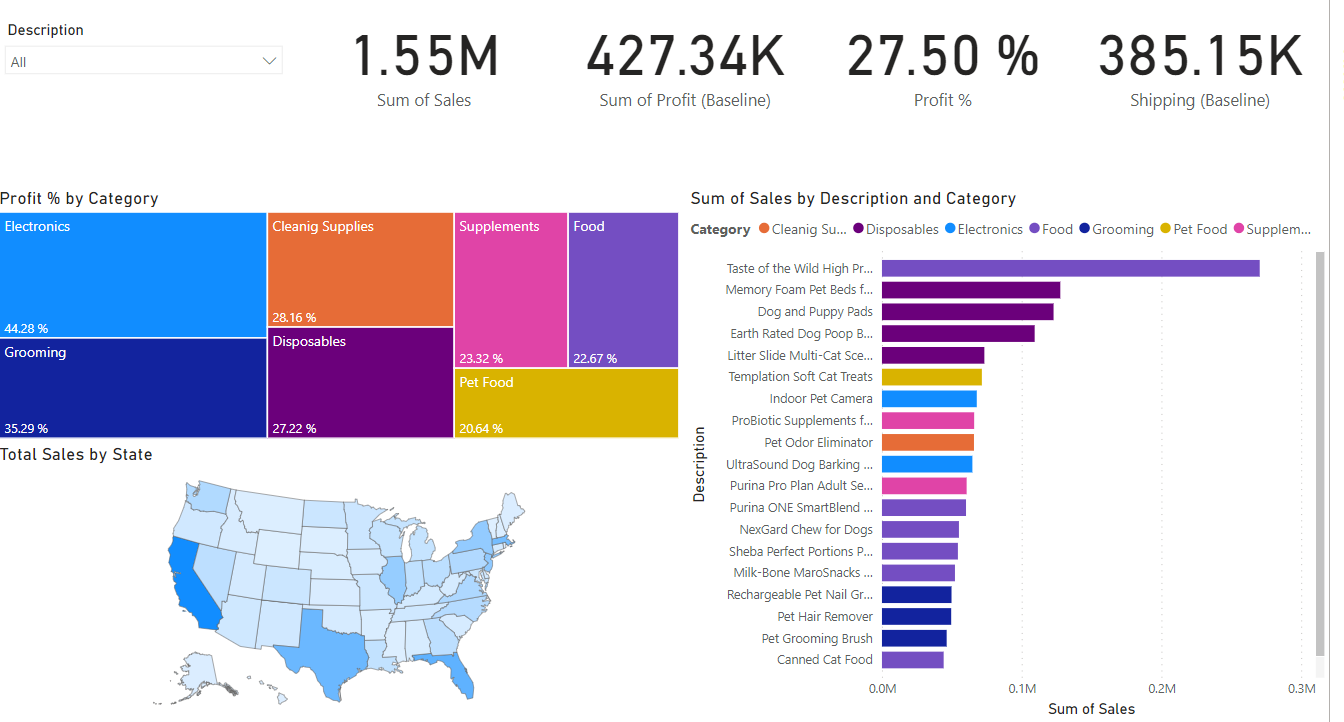 Description
All
1.55M
Sum of Sales
427.34K
Sum of Profit (Baseline)
27.50 %
Profit %
385.15K
Shipping (Baseline)
Profit % by Category
Electronics
44.28 %
Grooming
35.29 %
Cleanig Supplies
28.16 %
Disposables
27.22 %
Supplements
23.32 %
Food
22.67 %
Pet Food
20.64 %
Total Sales by State
Sum of Sales by Description and Category
Category Cleanig Su... Disposables Electronics Food Grooming Pet Food Supplem...
Description
Taste of the Wild High Pr...
Memory Foam Pet Beds f...
Dog and Puppy Pads
Earth Rated Dog Poop B...
Litter Slide Multi-Cat Sce...
Templation Soft Cat Treats
Indoor Pet Camera
ProBiotic Supplements f...
Pet Odor Eliminator
UltraSound Dog Barking ...
Purina Pro Plan Adult Se...
Purina ONE SmartBlend ...
NexGard Chew for Dogs
Sheba Perfect Portions P...
Milk-Bone MaroSnacks ...
Rechargeable Pet Nail Gr...
Pet Hair Remover
Pet Grooming Brush
Canned Cat Food
0.0M 0.1M 0.2M 0.3M
Sum of Sales